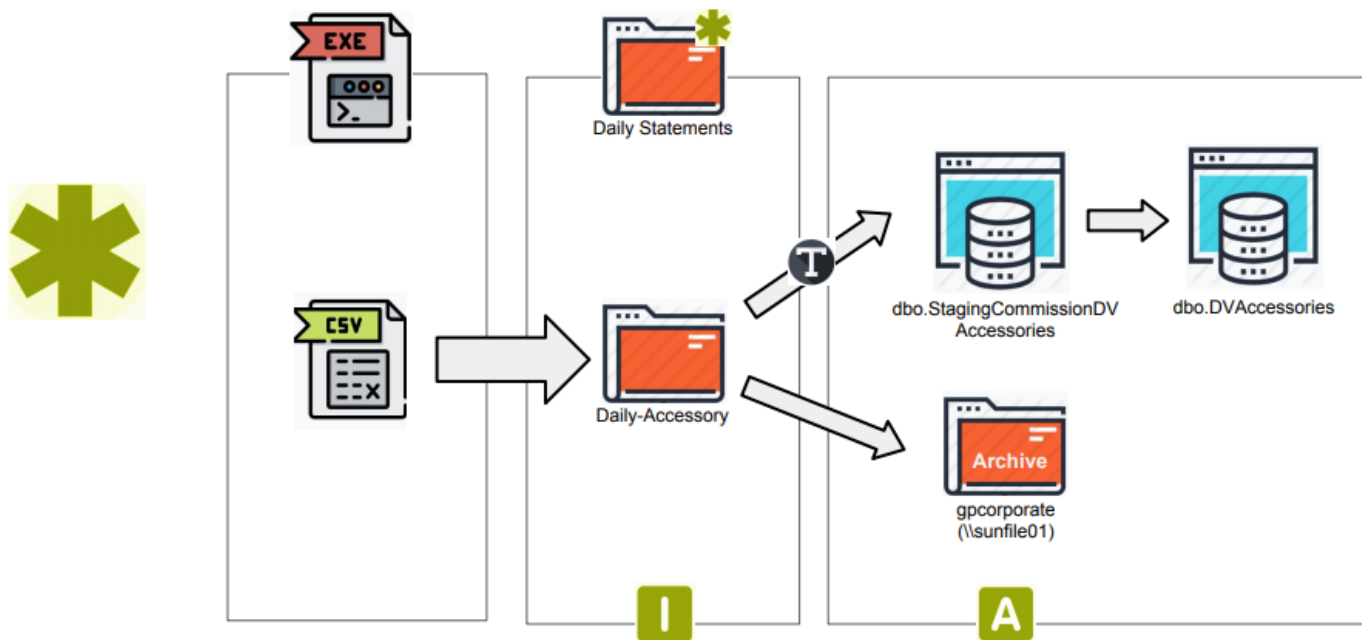 EXE
Daily Statements
CSV
Daily-Accessory
T
dbo.StagingCommissionDV
Accessories
dbo.DVAccessories
Archive
gpcorporate
(\\sunfile01)
I
A